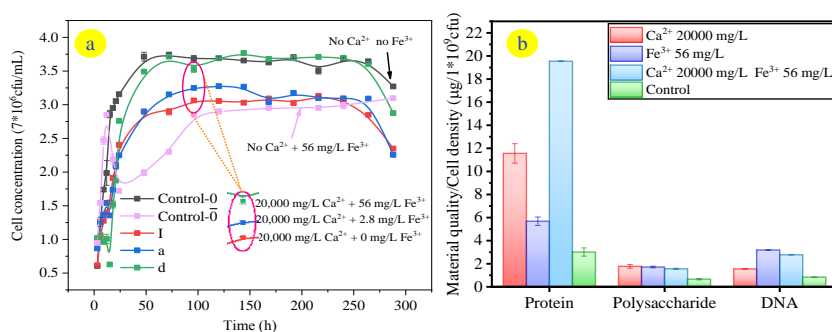 a
No Ca²⁺ no Fe³⁺
No Ca²⁺ + 56 mg/L Fe³⁺
20,000 mg/L Ca²⁺ + 56 mg/L Fe³⁺
20,000 mg/L Ca²⁺ + 2.8 mg/L Fe³⁺
20,000 mg/L Ca²⁺ + 0 mg/L Fe³⁺
Control-0
Control-0̅
I
a
d
Cell concentration (7*10⁶cfu/mL)
4.0
3.5
3.0
2.5
2.0
1.5
1.0
0.5
0 50 100 150 200 250 300
Time (h)
b
Ca²⁺ 20000 mg/L
Fe³⁺ 56 mg/L
Ca²⁺ 20000 mg/L Fe³⁺ 56 mg/L
Control
Material quality/Cell density (μg/1*10⁹cfu)
22
20
18
16
14
12
10
8
6
4
2
0
Protein Polysaccharide DNA